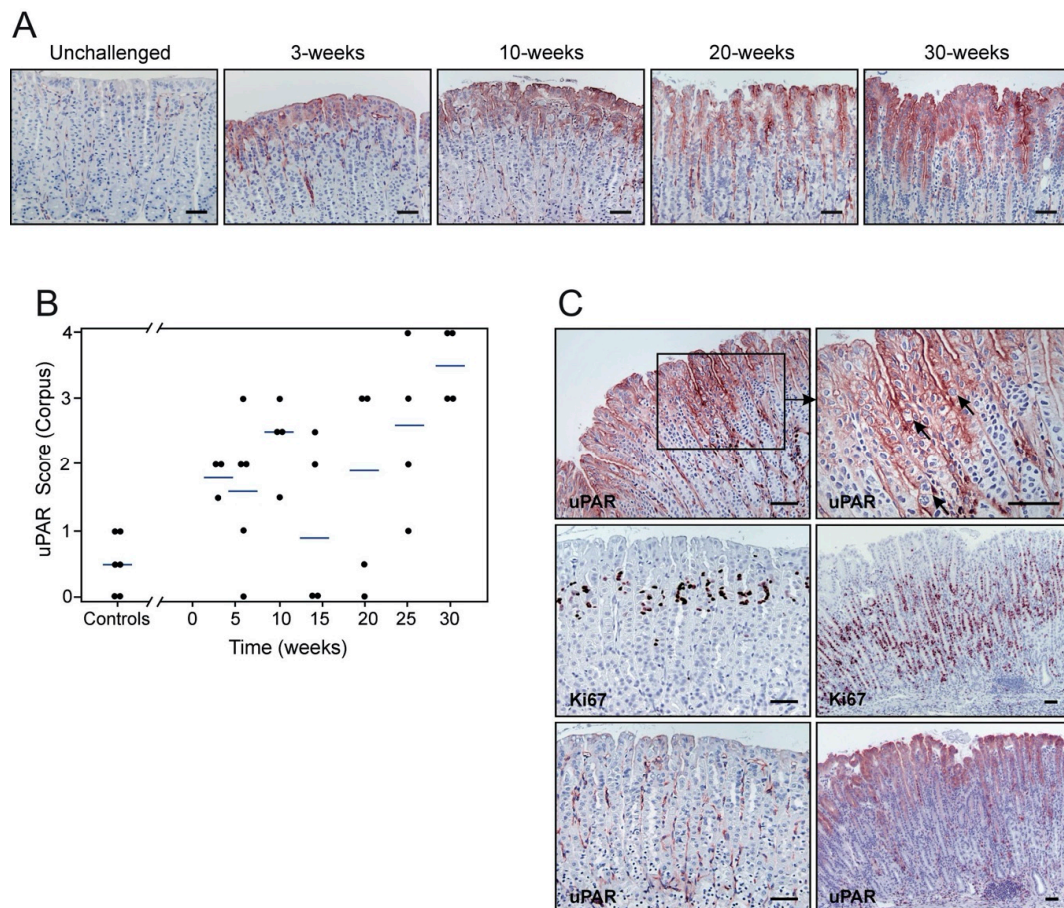 A
Unchallenged 3-weeks 10-weeks 20-weeks 30-weeks
B
uPAR Score (Corpus)
4
3
2
1
0
Controls 0 5 10 15 20 25 30
Time (weeks)
C
uPAR uPAR
Ki67 Ki67
uPAR uPAR